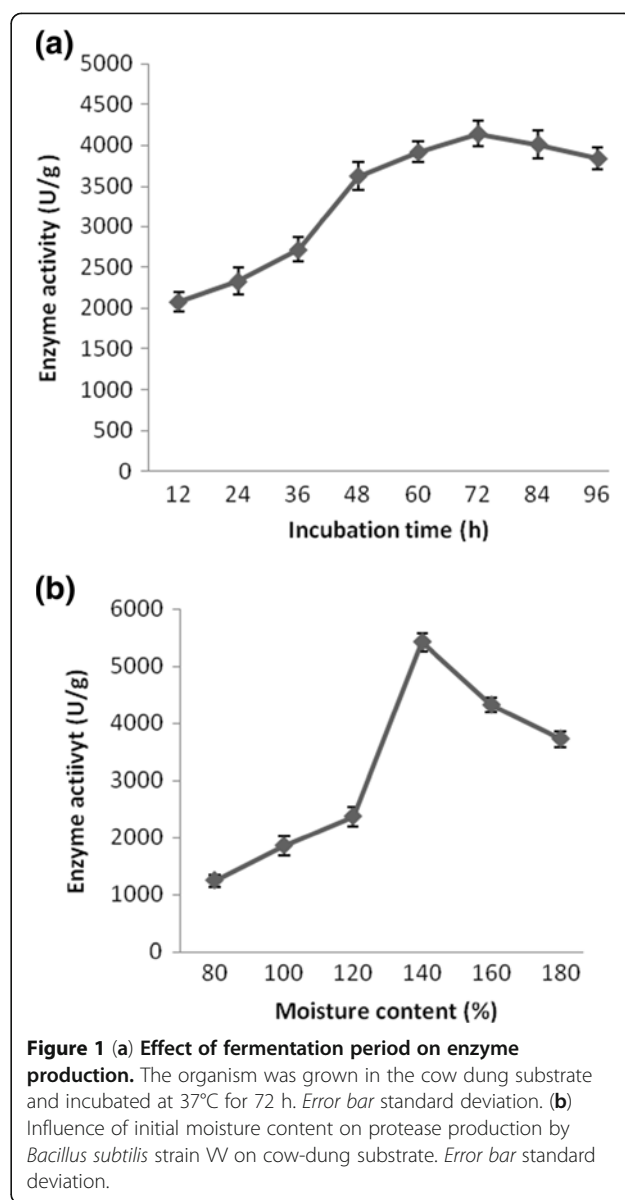 (a)
5000
4500
4000
3500
3000
2500
2000
1500
1000
500
0
Enzyme activity (U/g)
12 24 36 48 60 72 84 96
Incubation time (h)
(b)
6000
5000
4000
3000
2000
1000
0
Enzyme actiivyt (U/g)
80 100 120 140 160 180
Moisture content (%)
Figure 1 (a) Effect of fermentation period on enzyme
production. The organism was grown in the cow dung substrate
and incubated at 37°C for 72 h. Error bar standard deviation. (b)
Influence of initial moisture content on protease production by
Bacillus subtilis strain VV on cow-dung substrate. Error bar standard
deviation.